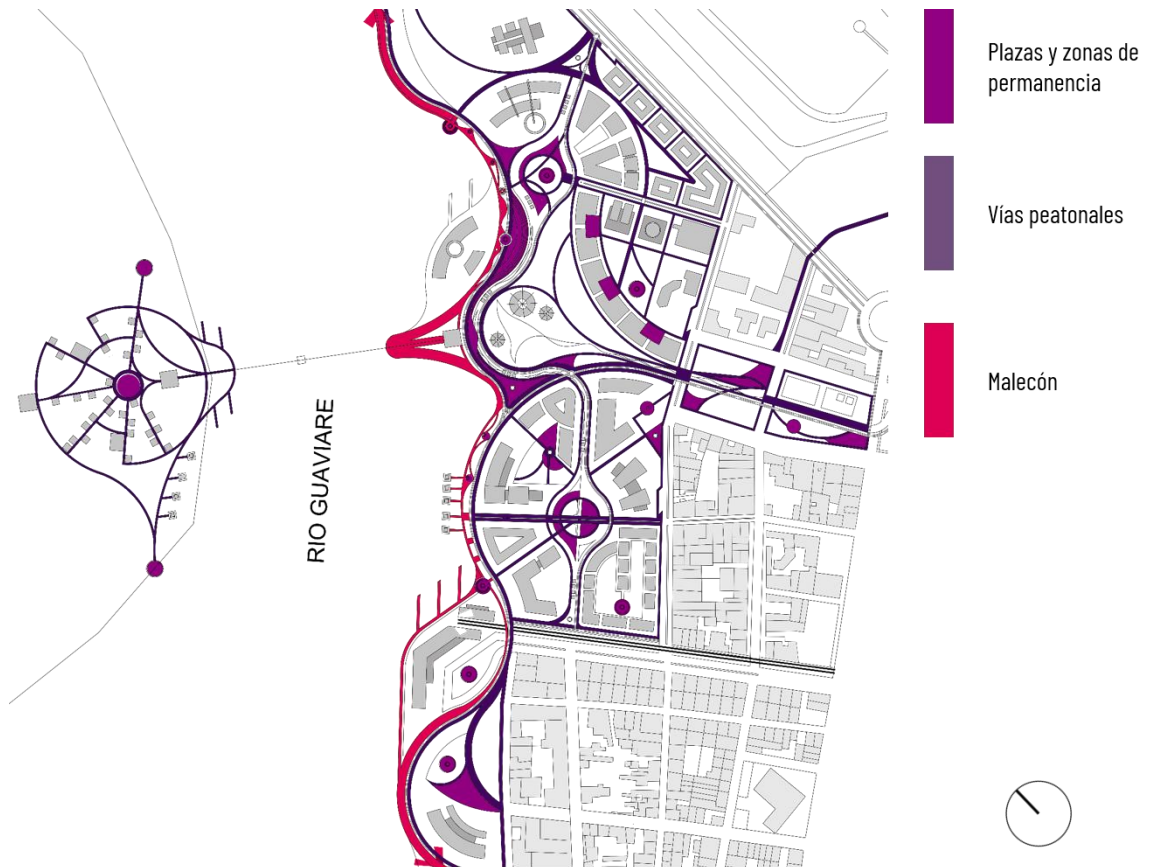 Plazas y zonas de
permanencia
Vías peatonales
Malecón
RIO GUAVIARE